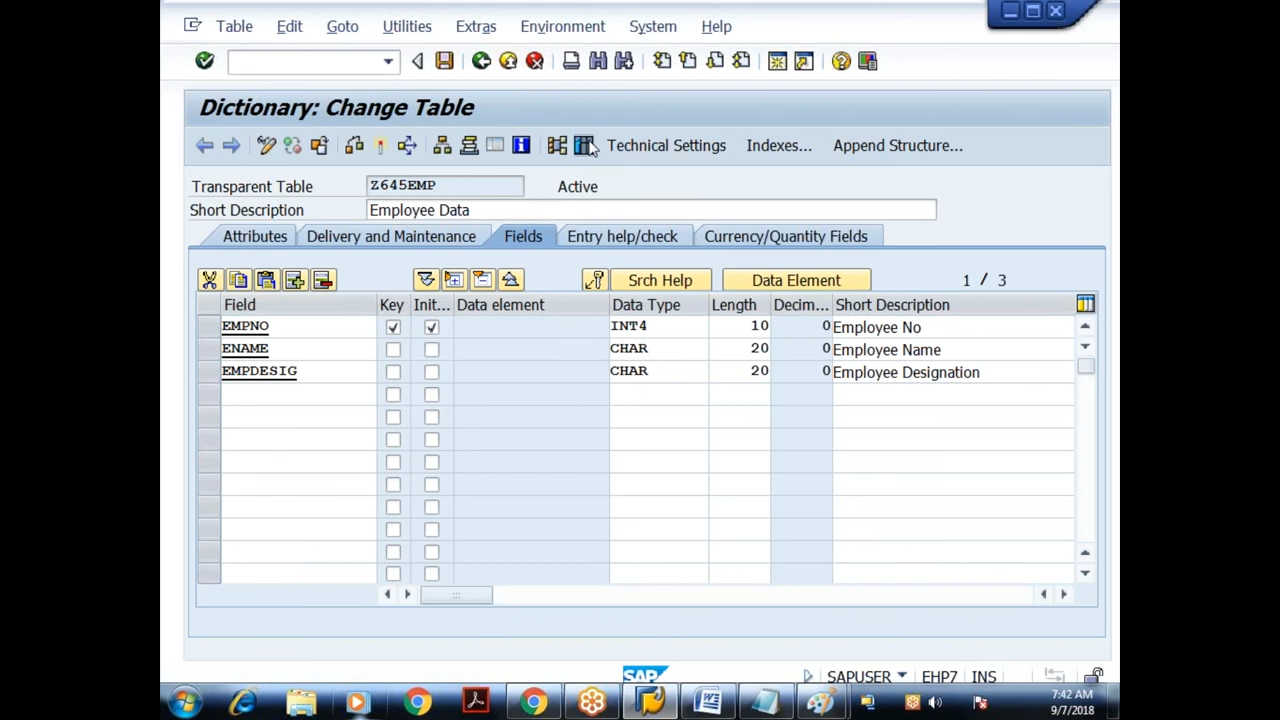 Table Edit Goto Utilities Extras Environment System Help
Dictionary: Change Table
Technical Settings Indexes... Append Structure...
Transparent Table Z645EMP Active
Short Description Employee Data
Attributes Delivery and Maintenance Fields Entry help/check Currency/Quantity Fields
Srch Help Data Element 1 / 3
Field Key Init... Data element Data Type Length Decim... Short Description
EMPNO INT4 10 0 Employee No
ENAME CHAR 20 0 Employee Name
EMPDESIG CHAR 20 0 Employee Designation
SAP SAPUSER EHP7 INS
7:42 AM
9/7/2018